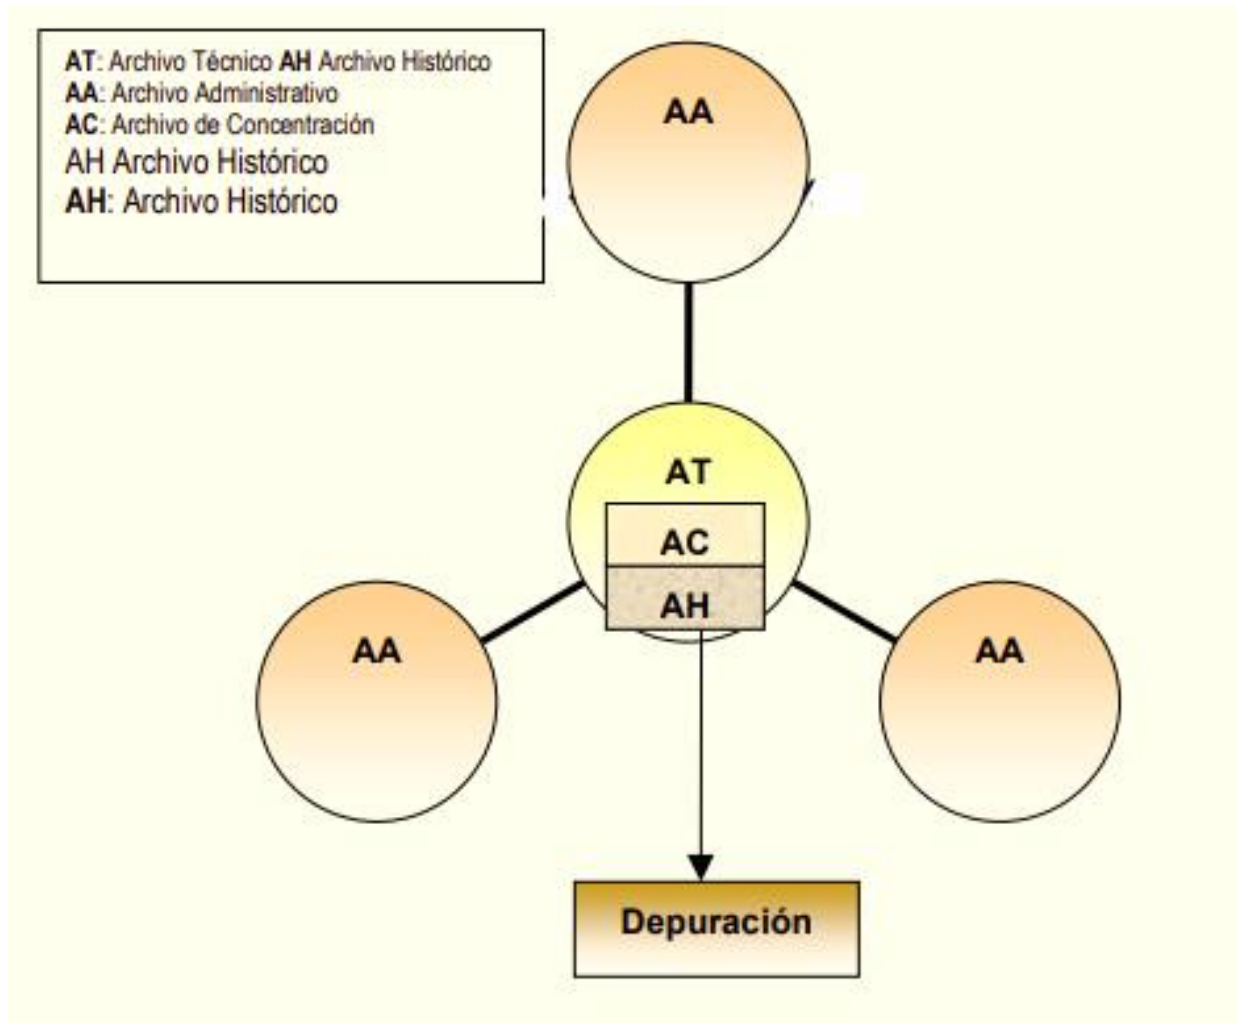 AT: Archivo Técnico AH Archivo Histórico
AA: Archivo Administrativo
AC: Archivo de Concentración
AH Archivo Histórico
AH: Archivo Histórico
AA
AT
AC
AH
AA
AA
Depuración